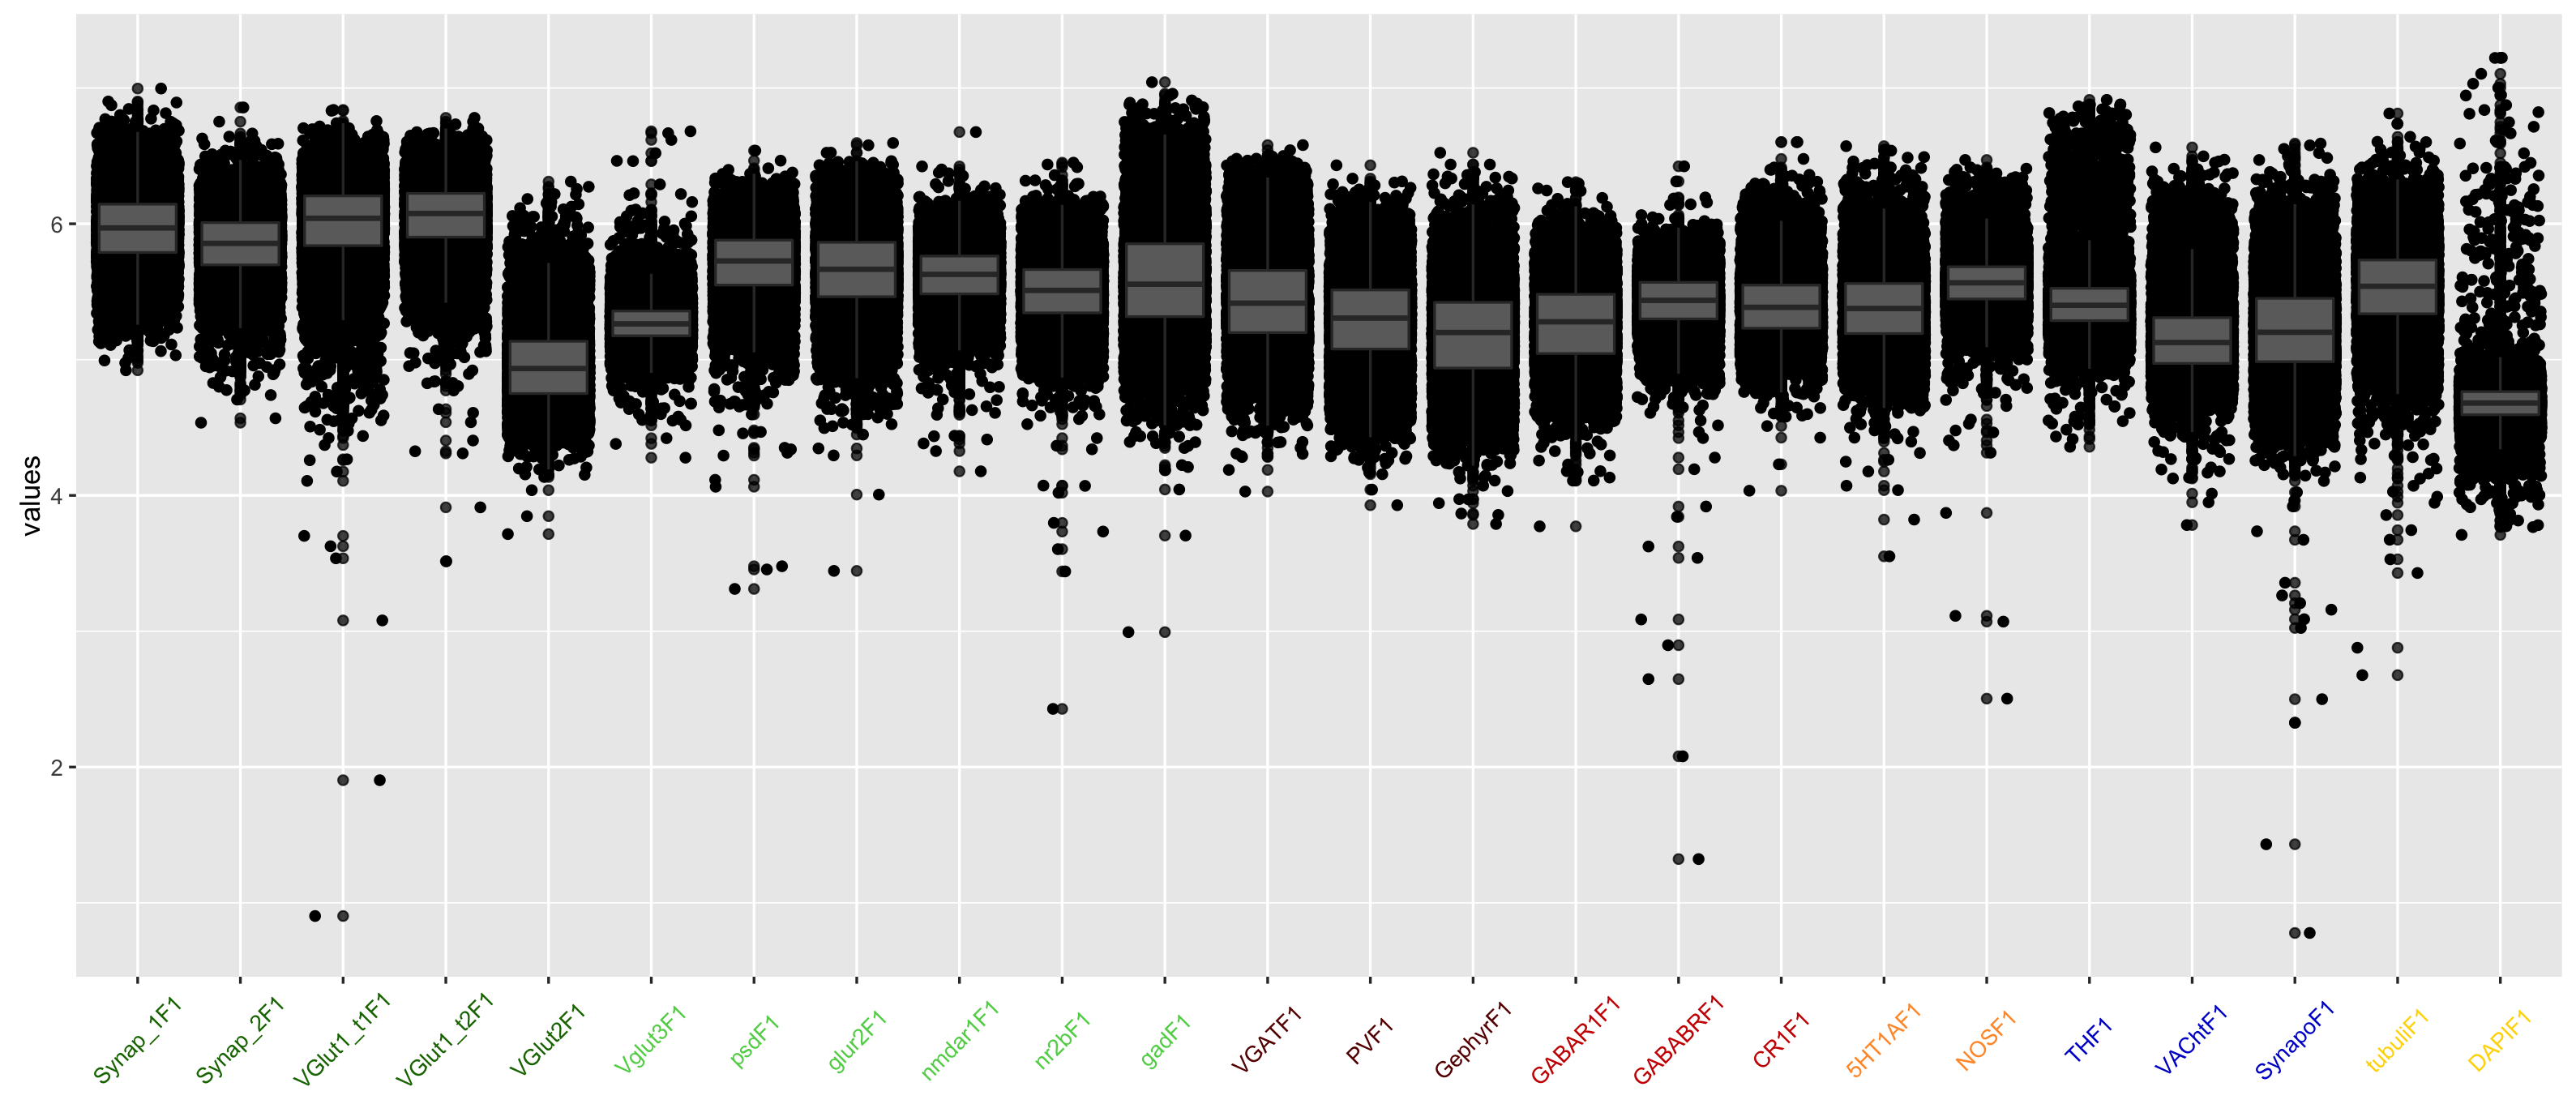 values
6
4
2
Synap_1F1
Synap_2F1
VGlut1_t1F1
VGlut1_t2F1
VGlut2F1
Vglut3F1
psdF1
glur2F1
nmdar1F1
nr2bF1
gadF1
VGATF1
PVF1
GephyrF1
GABAR1F1
GABABRF1
CR1F1
5HT1AF1
NOSF1
THF1
VAChtF1
SynapoF1
tubuliF1
DAPIF1